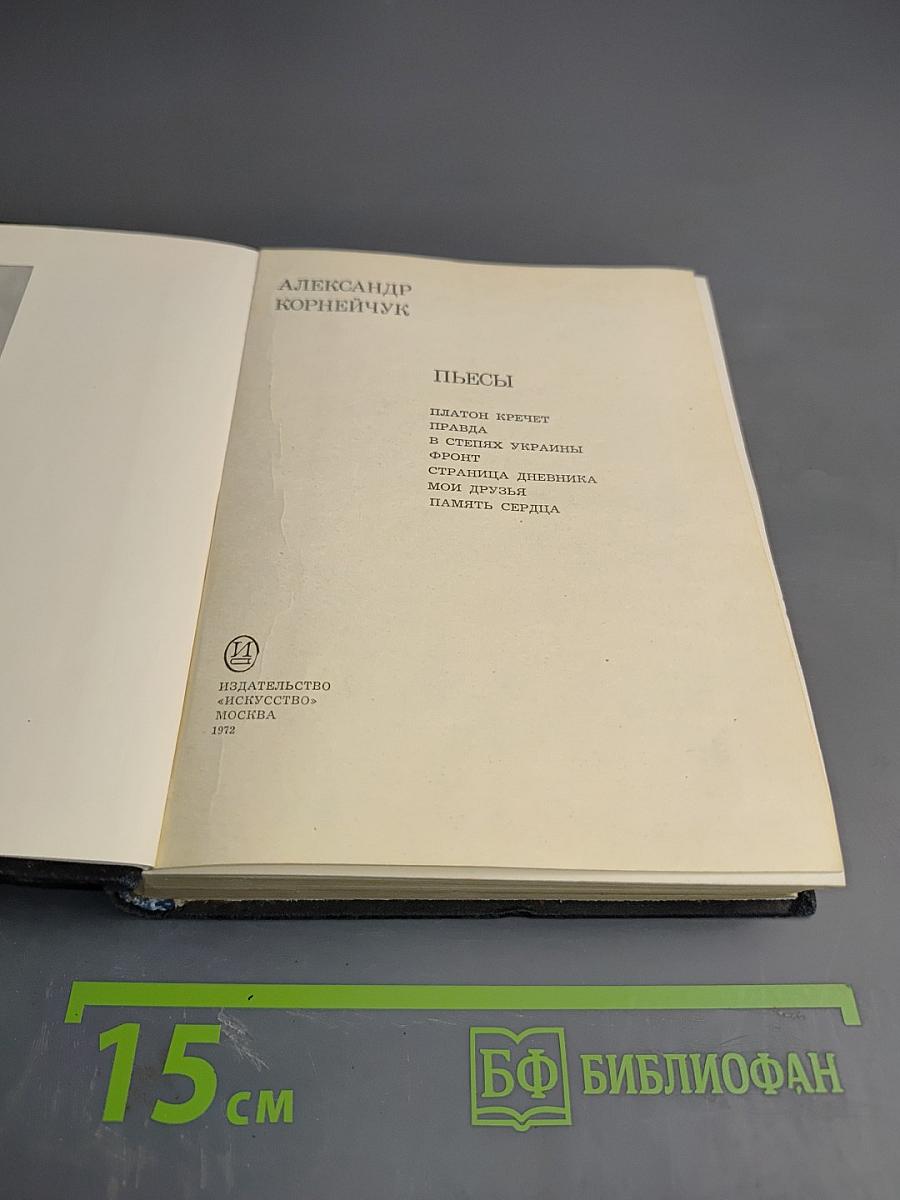 АЛЕКСАНДР
КОРНЕЙЧУК
ПЬЕСЫ
ПЛАТОН КРЕЧЕТ
ПРАВДА
В СТЕПЯХ УКРАИНЫ
ФРОНТ
СТРАНИЦА ДНЕВНИКА
МОИ ДРУЗЬЯ
ПАМЯТЬ СЕРДЦА
И
ИЗДАТЕЛЬСТВО
«ИСКУССТВО»
МОСКВА
1972
15 см
БФ БИБЛИОФАН